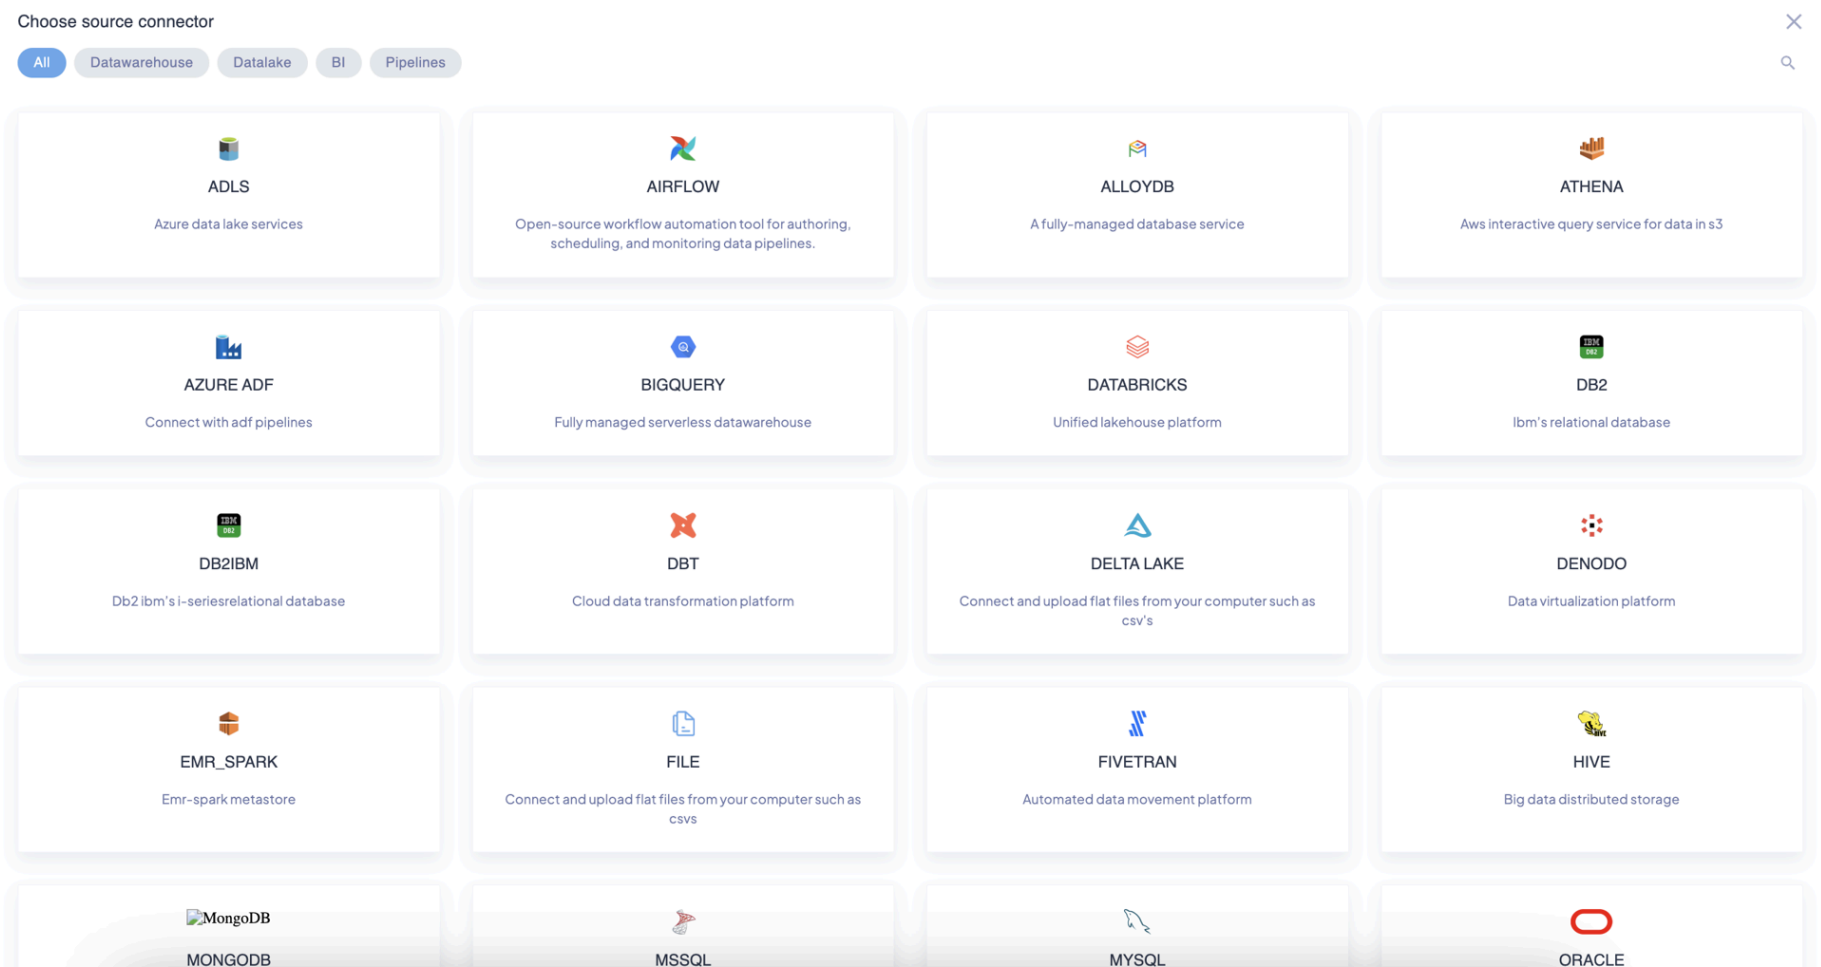 Choose source connector
All
Datawarehouse
Datalake
BI
Pipelines
ADLS
Azure data lake services
AIRFLOW
Open-source workflow automation tool for authoring,
scheduling, and monitoring data pipelines.
ALLOYDB
A fully-managed database service
ATHENA
Aws interactive query service for data in s3
AZURE ADF
Connect with adf pipelines
BIGQUERY
Fully managed serverless datawarehouse
DATABRICKS
Unified lakehouse platform
IBM
DB2
DB2
Ibm's relational database
IBM
DB2
DB2IBM
Db2 ibm's i-seriesrelational database
DBT
Cloud data transformation platform
DELTA LAKE
Connect and upload flat files from your computer such as
csv's
DENODO
Data virtualization platform
EMR_SPARK
Emr-spark metastore
FILE
Connect and upload flat files from your computer such as
csvs
FIVETRAN
Automated data movement platform
HIVE
HIVE
Big data distributed storage
MongoDB
MONGODB
MSSQL
MYSQL
ORACLE